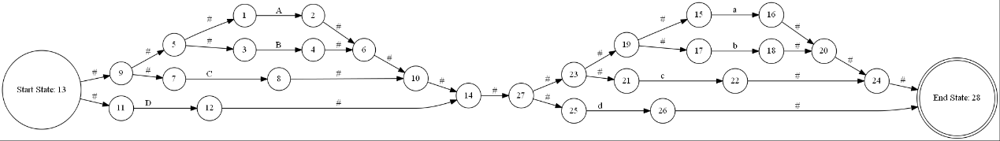 # 1 A 2 #
# 15 a 16 #
5 # 3 B 4 # 6
19 # 17 b 18 # 20
# 9 # 7 C 8 # 10 #
# 23 # 21 c 22 # 24 #
Start State: 13
# 11 D 12 # 14 # 27
# 25 d 26 #
End State: 28
# # # #